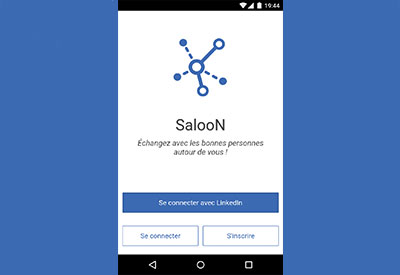 19:44
SalooN
Échangez avec les bonnes personnes
autour de vous !
Se connecter avec LinkedIn
Se connecter
S'inscrire